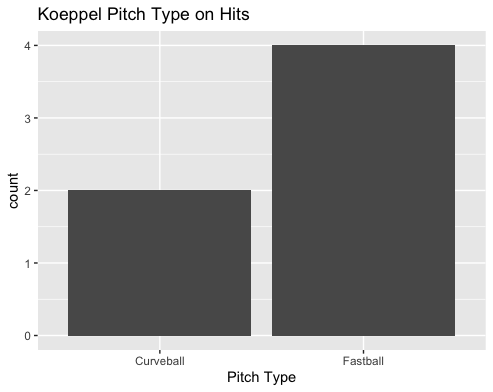 Koeppel Pitch Type on Hits
4
3
2
1
0
count
Curveball
Fastball
Pitch Type